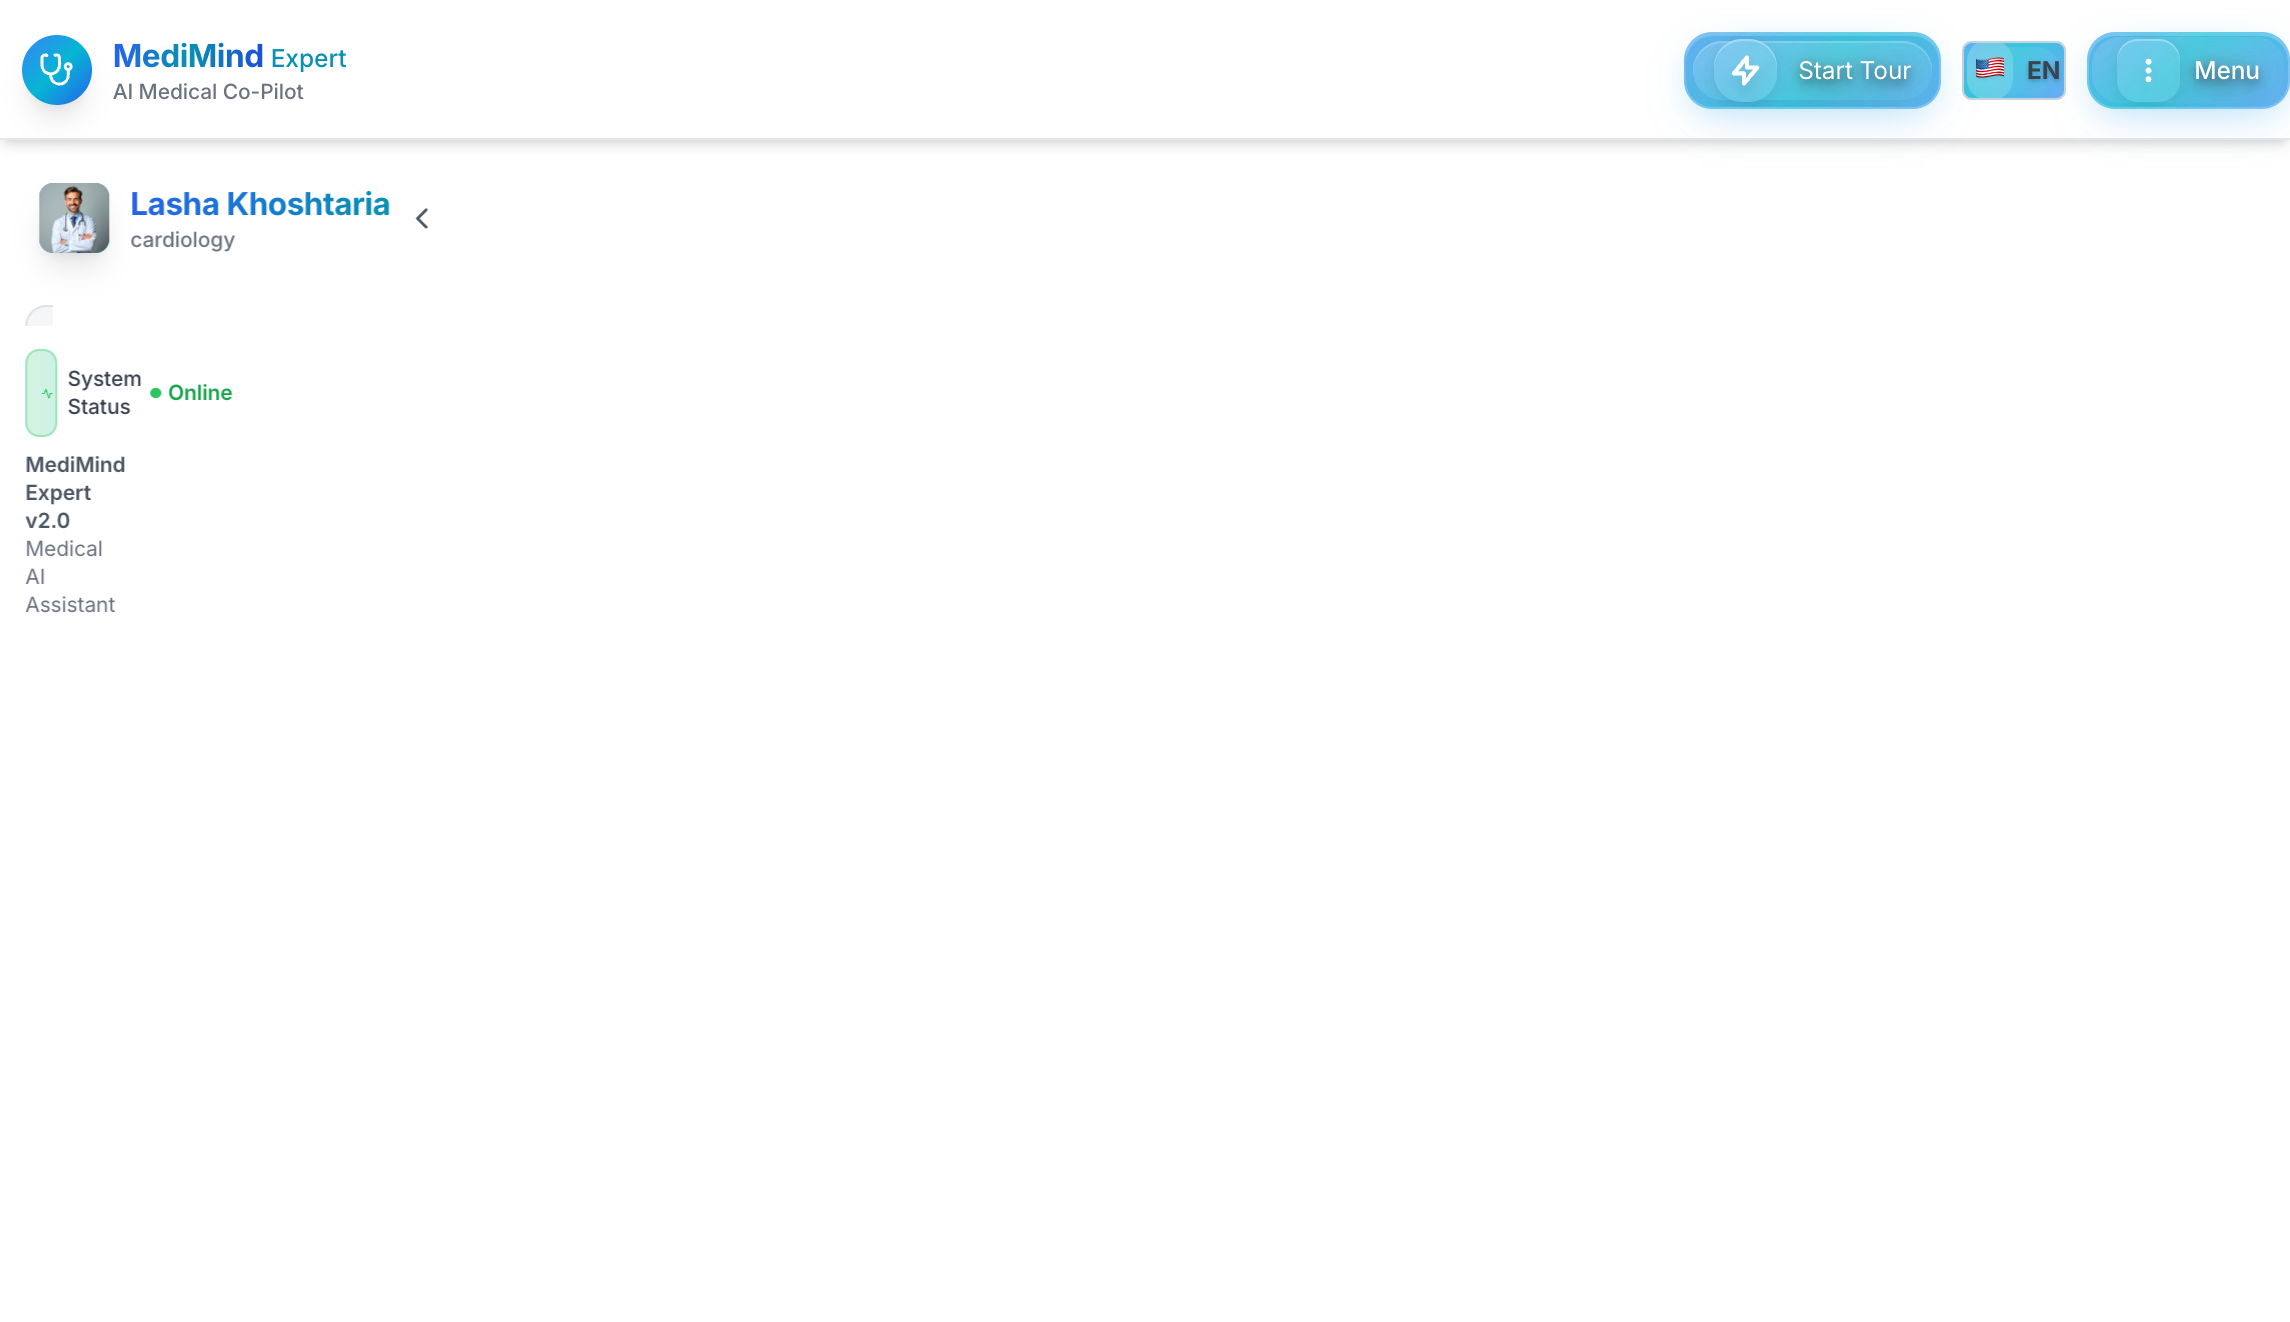 MediMind Expert
AI Medical Co-Pilot
Start Tour
EN
Menu
Lasha Khoshtaria
cardiology
System
Status
Online
MediMind
Expert
v2.0
Medical
AI
Assistant